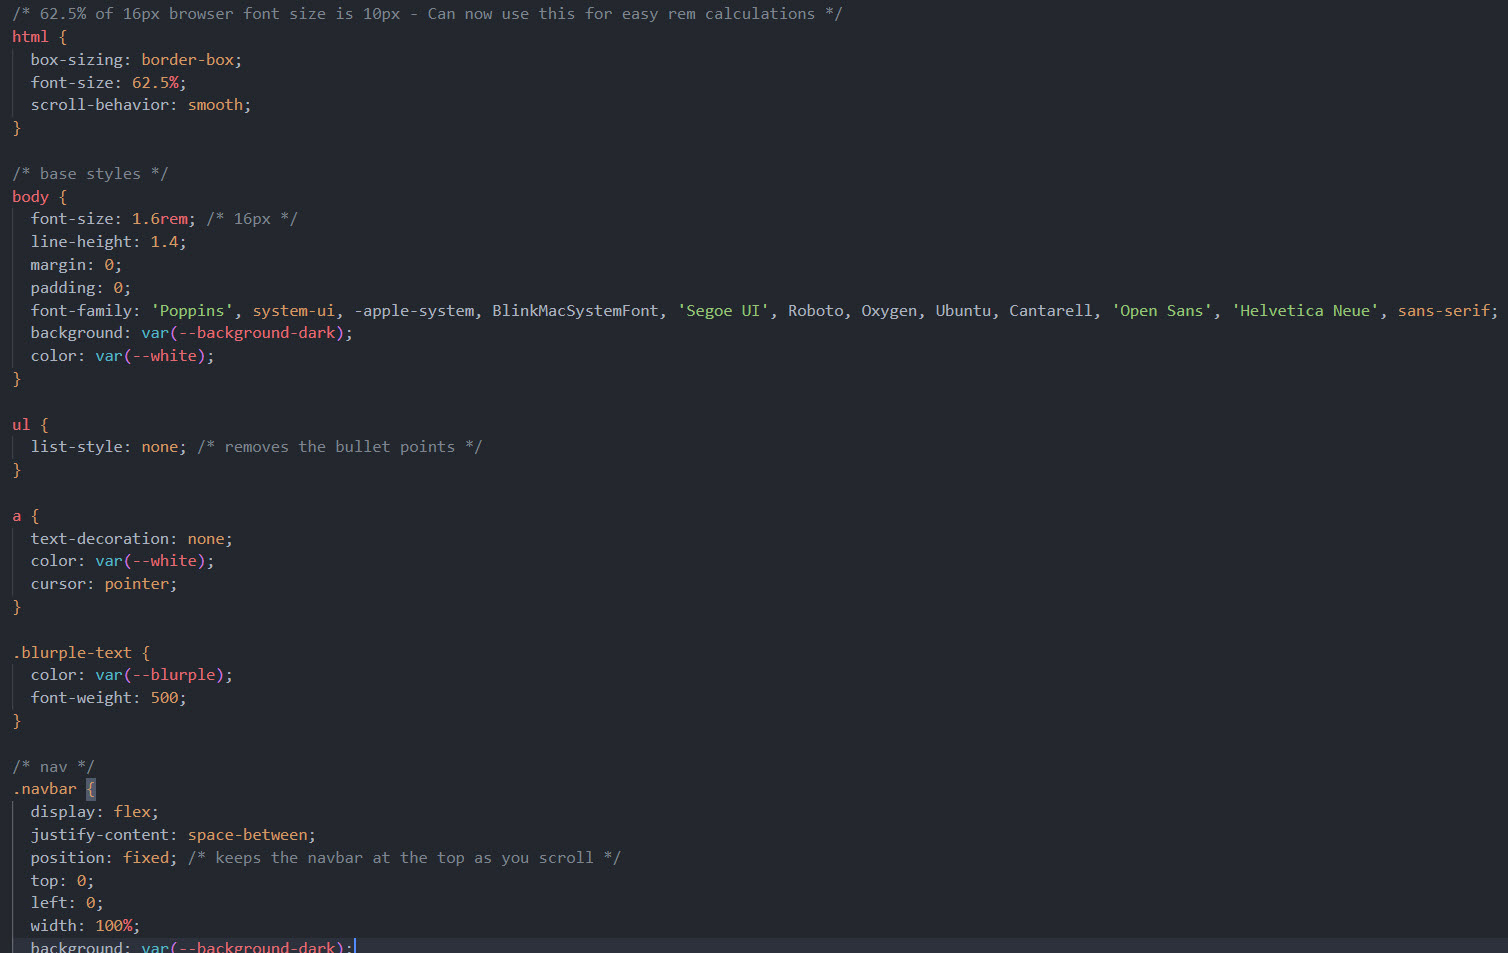 /* 62.5% of 16px browser font size is 10px - Can now use this for easy rem calculations */
html {
  box-sizing: border-box;
  font-size: 62.5%;
  scroll-behavior: smooth;
}

/* base styles */
body {
  font-size: 1.6rem; /* 16px */
  line-height: 1.4;
  margin: 0;
  padding: 0;
  font-family: 'Poppins', system-ui, -apple-system, BlinkMacSystemFont, 'Segoe UI', Roboto, Oxygen, Ubuntu, Cantarell, 'Open Sans', 'Helvetica Neue', sans-serif;
  background: var(--background-dark);
  color: var(--white);
}

ul {
  list-style: none; /* removes the bullet points */
}

a {
  text-decoration: none;
  color: var(--white);
  cursor: pointer;
}

.blurple-text {
  color: var(--blurple);
  font-weight: 500;
}

/* nav */
.navbar {
  display: flex;
  justify-content: space-between;
  position: fixed; /* keeps the navbar at the top as you scroll */
  top: 0;
  left: 0;
  width: 100%;
  background: var(--background-dark);